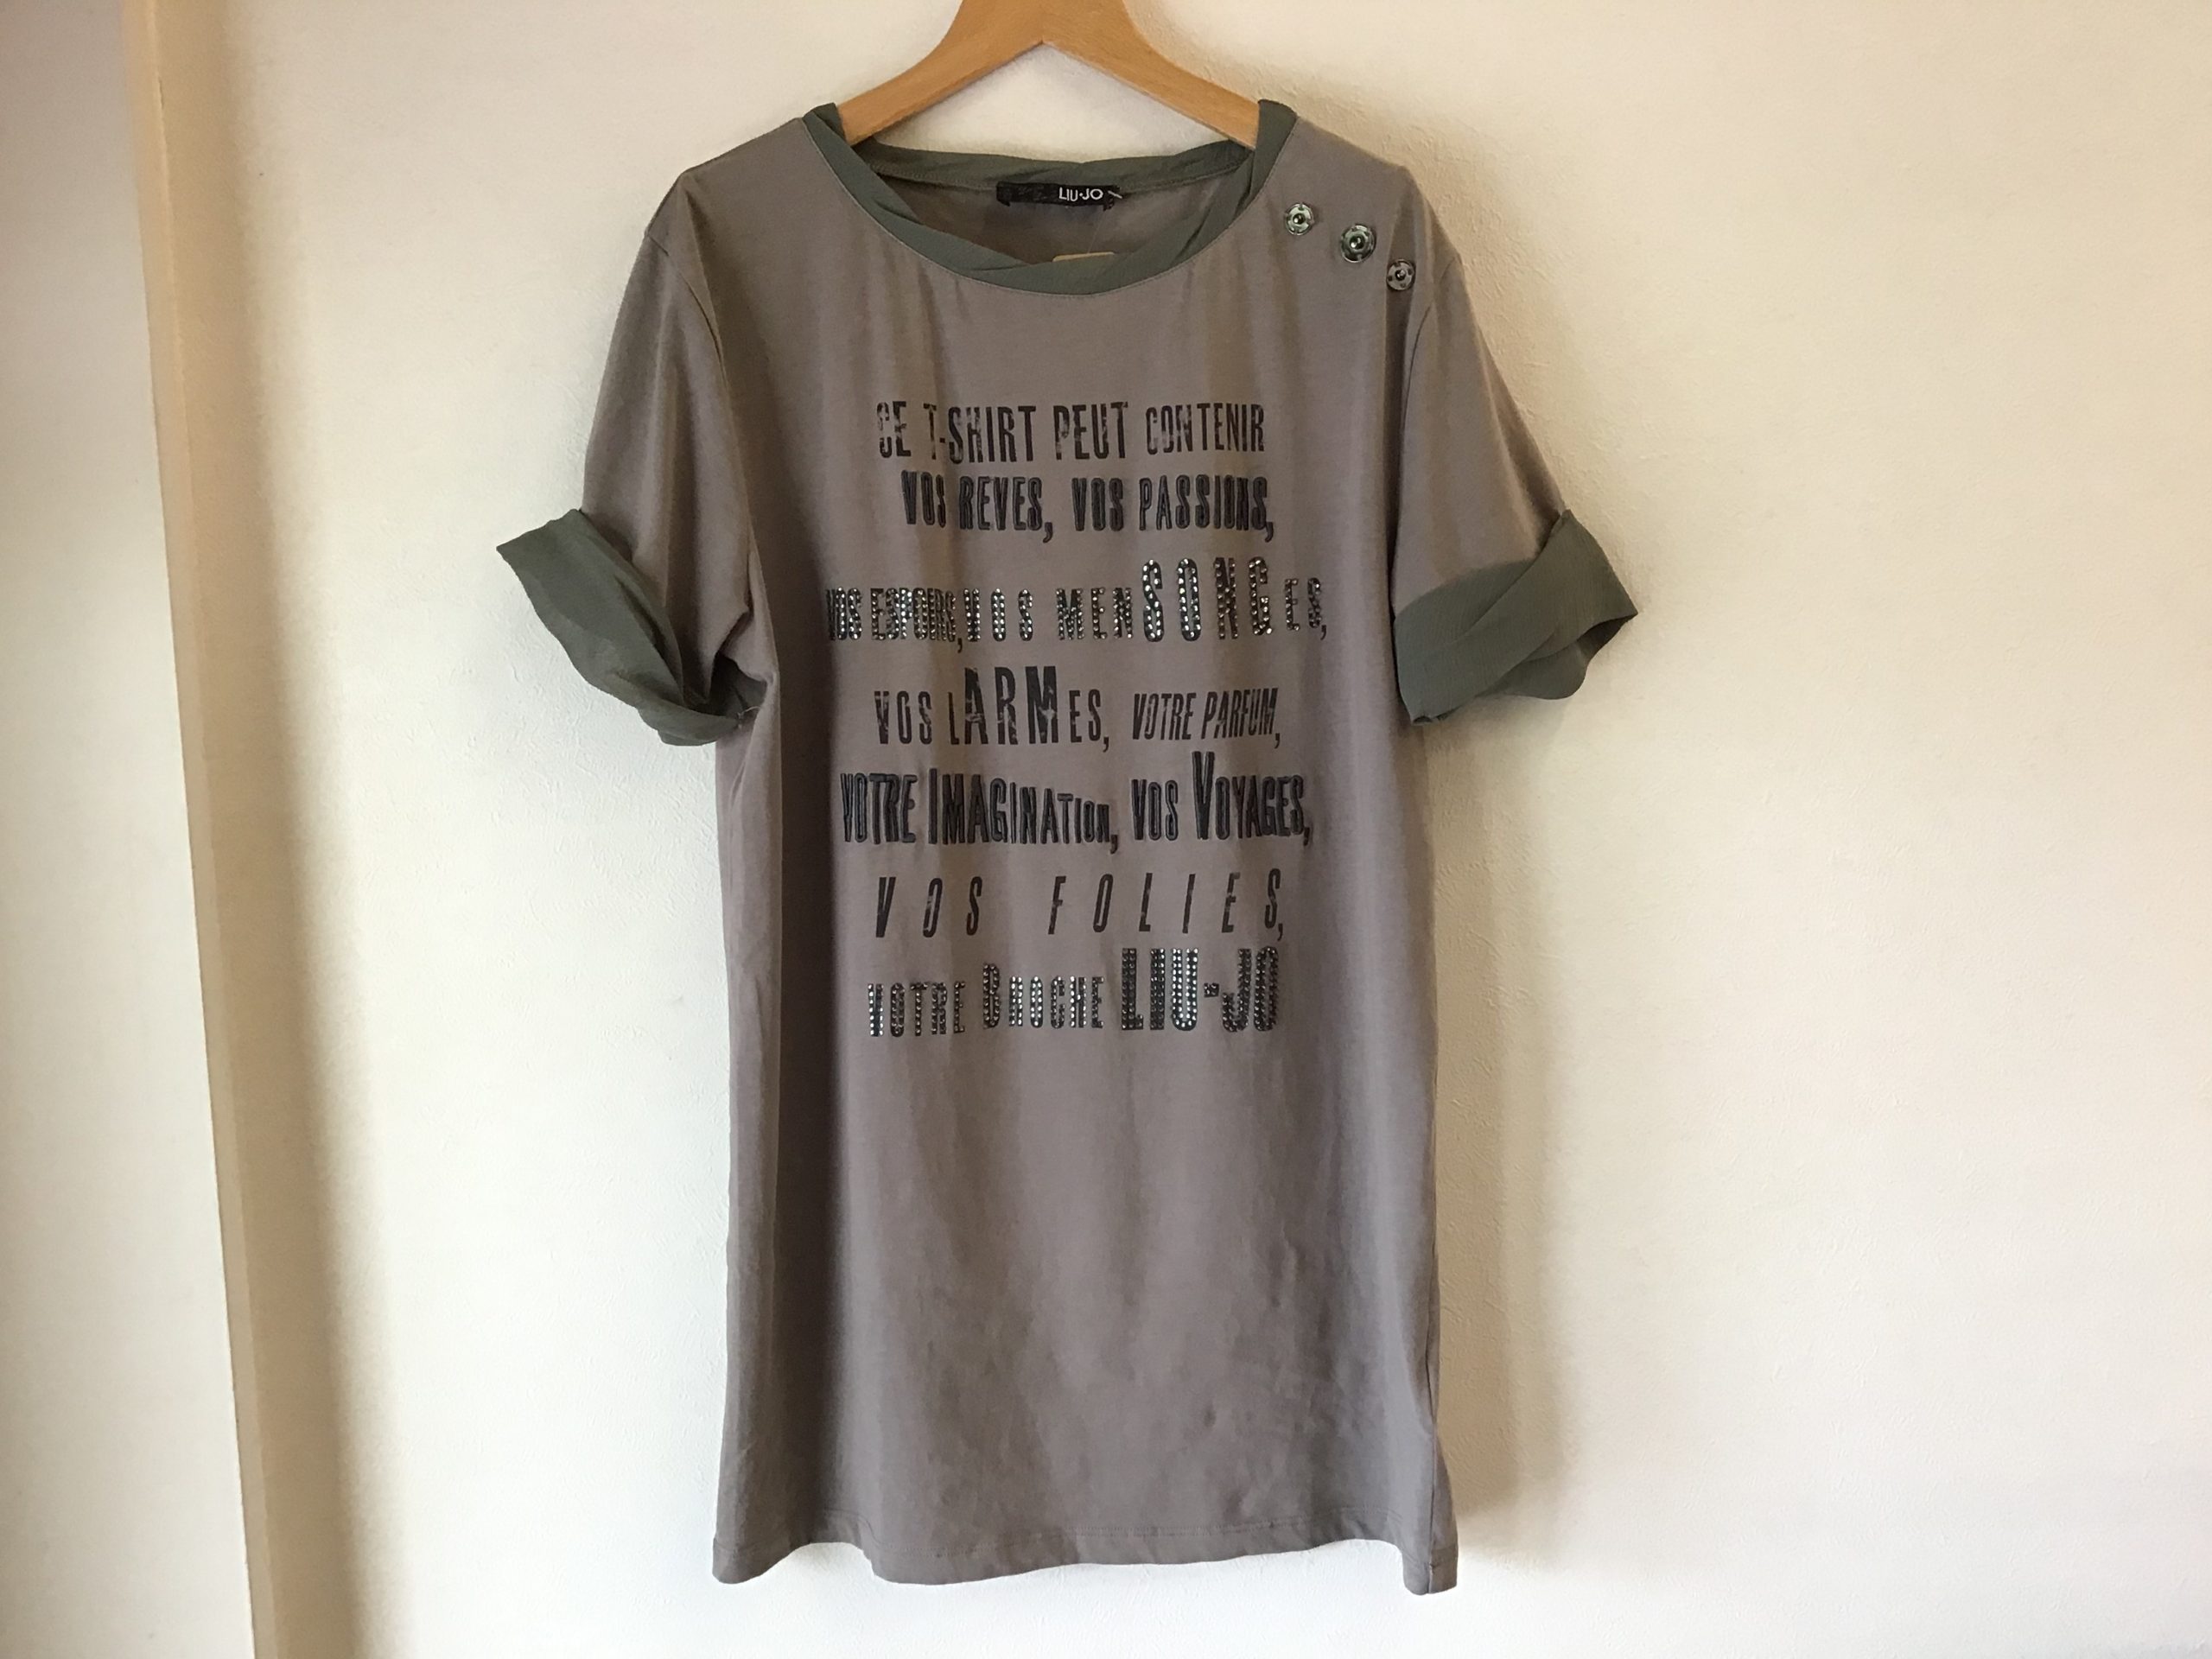 LIU•JO
CE T-SHIRT PEUT CONTENIR
VOS REVES, VOS PASSIONS,
VOS ESPOIRS, VOS MENSONGES,
VOS LARMES, VOTRE PARFUM,
VOTRE IMAGINATION, VOS VOYAGES,
VOS FOLIES,
VOTRE BROCHE LIU-JO